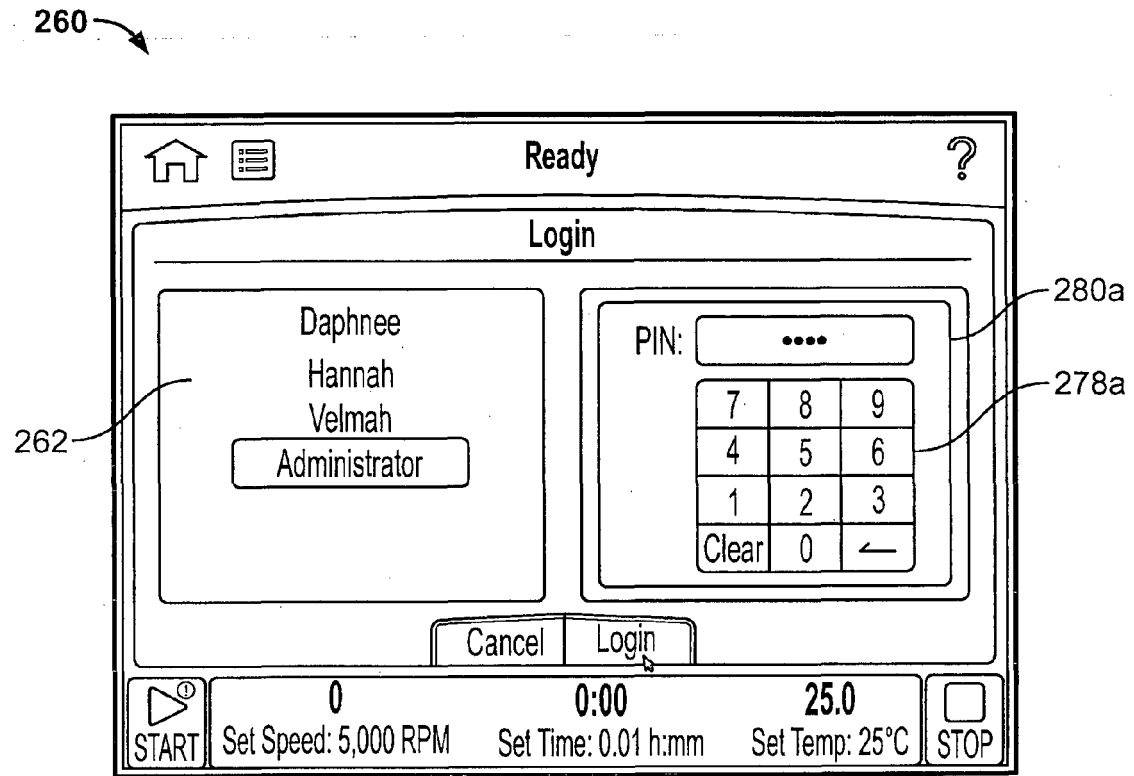 260
Ready
?
Login
Daphnee
Hannah
Velmah
Administrator
262
PIN: ••••
7 8 9
4 5 6
1 2 3
Clear 0
280a
278a
Cancel Login
0 0:00 25.0
START Set Speed: 5,000 RPM Set Time: 0.01 h:mm Set Temp: 25°C STOP